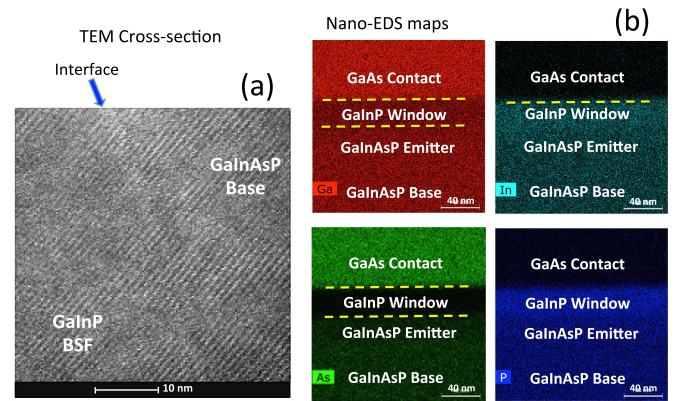 TEM Cross-section
Interface
(a)
GaInAsP
Base
GaInP
BSF
10 nm
Nano-EDS maps
(b)
GaAs Contact
GaInP Window
GaInAsP Emitter
GaInAsP Base
Ga
40 nm
GaAs Contact
GaInP Window
GaInAsP Emitter
GaInAsP Base
In
40 nm
GaAs Contact
GaInP Window
GaInAsP Emitter
GaInAsP Base
As
40 nm
GaAs Contact
GaInP Window
GaInAsP Emitter
GaInAsP Base
P
40 nm